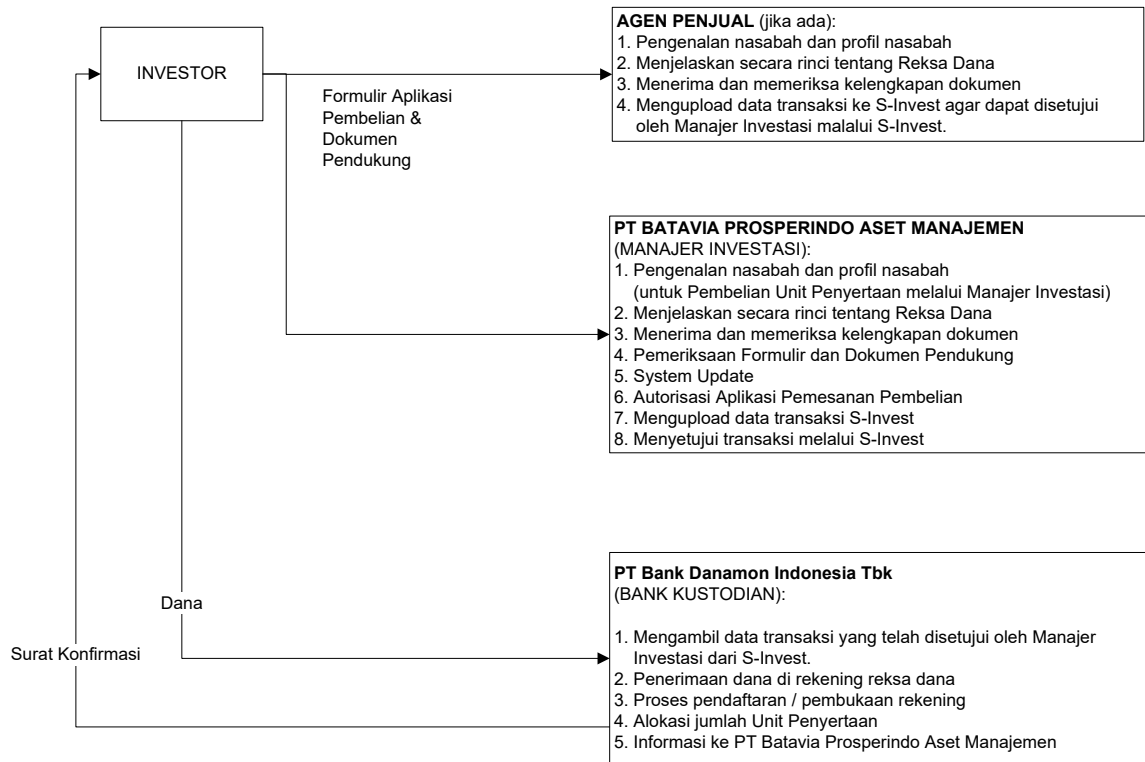 INVESTOR
Formulir Aplikasi
Pembelian &
Dokumen
Pendukung
AGEN PENJUAL (jika ada):
1. Pengenalan nasabah dan profil nasabah
2. Menjelaskan secara rinci tentang Reksa Dana
3. Menerima dan memeriksa kelengkapan dokumen
4. Mengupload data transaksi ke S-Invest agar dapat disetujui
oleh Manajer Investasi malalui S-Invest.
PT BATAVIA PROSPERINDO ASET MANAJEMEN
(MANAJER INVESTASI):
1. Pengenalan nasabah dan profil nasabah
(untuk Pembelian Unit Penyertaan melalui Manajer Investasi)
2. Menjelaskan secara rinci tentang Reksa Dana
3. Menerima dan memeriksa kelengkapan dokumen
4. Pemeriksaan Formulir dan Dokumen Pendukung
5. System Update
6. Autorisasi Aplikasi Pemesanan Pembelian
7. Mengupload data transaksi S-Invest
8. Menyetujui transaksi melalui S-Invest
Dana
Surat Konfirmasi
PT Bank Danamon Indonesia Tbk
(BANK KUSTODIAN):
1. Mengambil data transaksi yang telah disetujui oleh Manajer
Investasi dari S-Invest.
2. Penerimaan dana di rekening reksa dana
3. Proses pendaftaran / pembukaan rekening
4. Alokasi jumlah Unit Penyertaan
5. Informasi ke PT Batavia Prosperindo Aset Manajemen